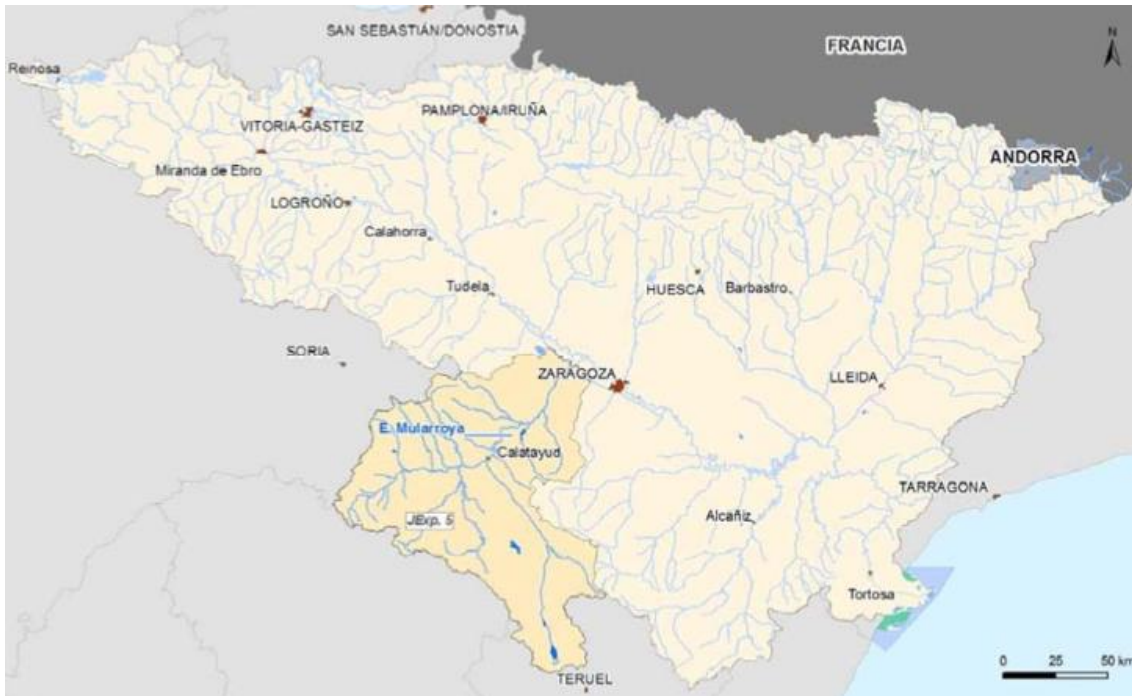 SAN SEBASTIÁN/DONOSTIA
FRANCIA
N
Reinosa
VITORIA-GASTEIZ
PAMPLONA/IRUÑA
ANDORRA
Miranda de Ebro
LOGROÑO
Calahorra
Tudela
HUESCA
Barbastro
SORIA
ZARAGOZA
LLEIDA
E. Mularroya
Calatayud
TARRAGONA
JExp. 5
Alcañiz
Tortosa
0 25 50 km
TERUEL